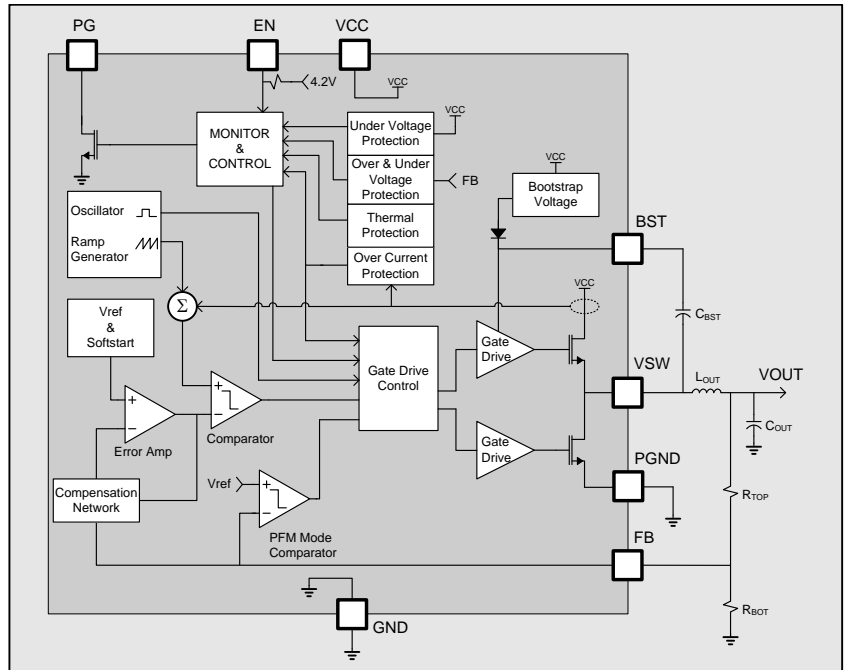 PG
EN
VCC
4.2V
VCC
MONITOR
&
CONTROL
Under Voltage
Protection
VCC
Over & Under
Voltage
Protection
FB
Thermal
Protection
Over Current
Protection
VCC
Bootstrap
Voltage
BST
Oscillator
Ramp
Generator
Σ
VCC
CBST
Vref
&
Softstart
Gate Drive
Control
Gate
Drive
VSW
LOUT
VOUT
COUT
+
−
Error Amp
+
−
Comparator
Gate
Drive
PGND
Compensation
Network
Vref
+
−
PFM Mode
Comparator
RTOP
FB
RBOT
GND